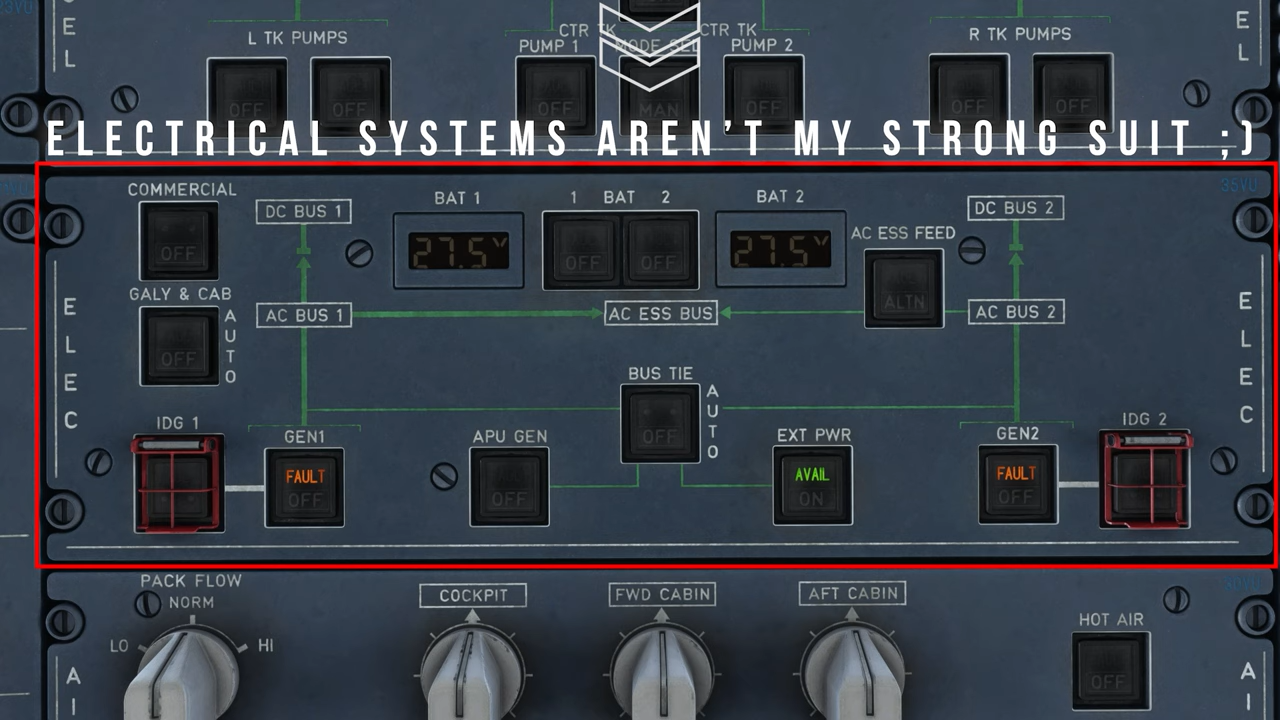 E
L
L TK PUMPS
OFF
OFF
CTR TK
PUMP 1
OFF
MODE SEL
MAN
CTR TK
PUMP 2
OFF
R TK PUMPS
OFF
OFF
E
L
ELECTRICAL SYSTEMS AREN'T MY STRONG SUIT ;)
35VU
COMMERCIAL
OFF
DC BUS 1
BAT 1
27.5V
1 BAT 2
OFF
OFF
BAT 2
27.5V
AC ESS FEED
ALTN
DC BUS 2
GALY & CAB
OFF
AUTO
AC BUS 1
AC ESS BUS
AC BUS 2
ELEC
BUS TIE
OFF
AUTO
ELEC
IDG 1
GEN1
FAULT
OFF
APU GEN
OFF
EXT PWR
AVAIL
ON
GEN2
FAULT
OFF
IDG 2
PACK FLOW
NORM
LO
HI
COCKPIT
FWD CABIN
AFT CABIN
HOT AIR
OFF
A
I
A
I